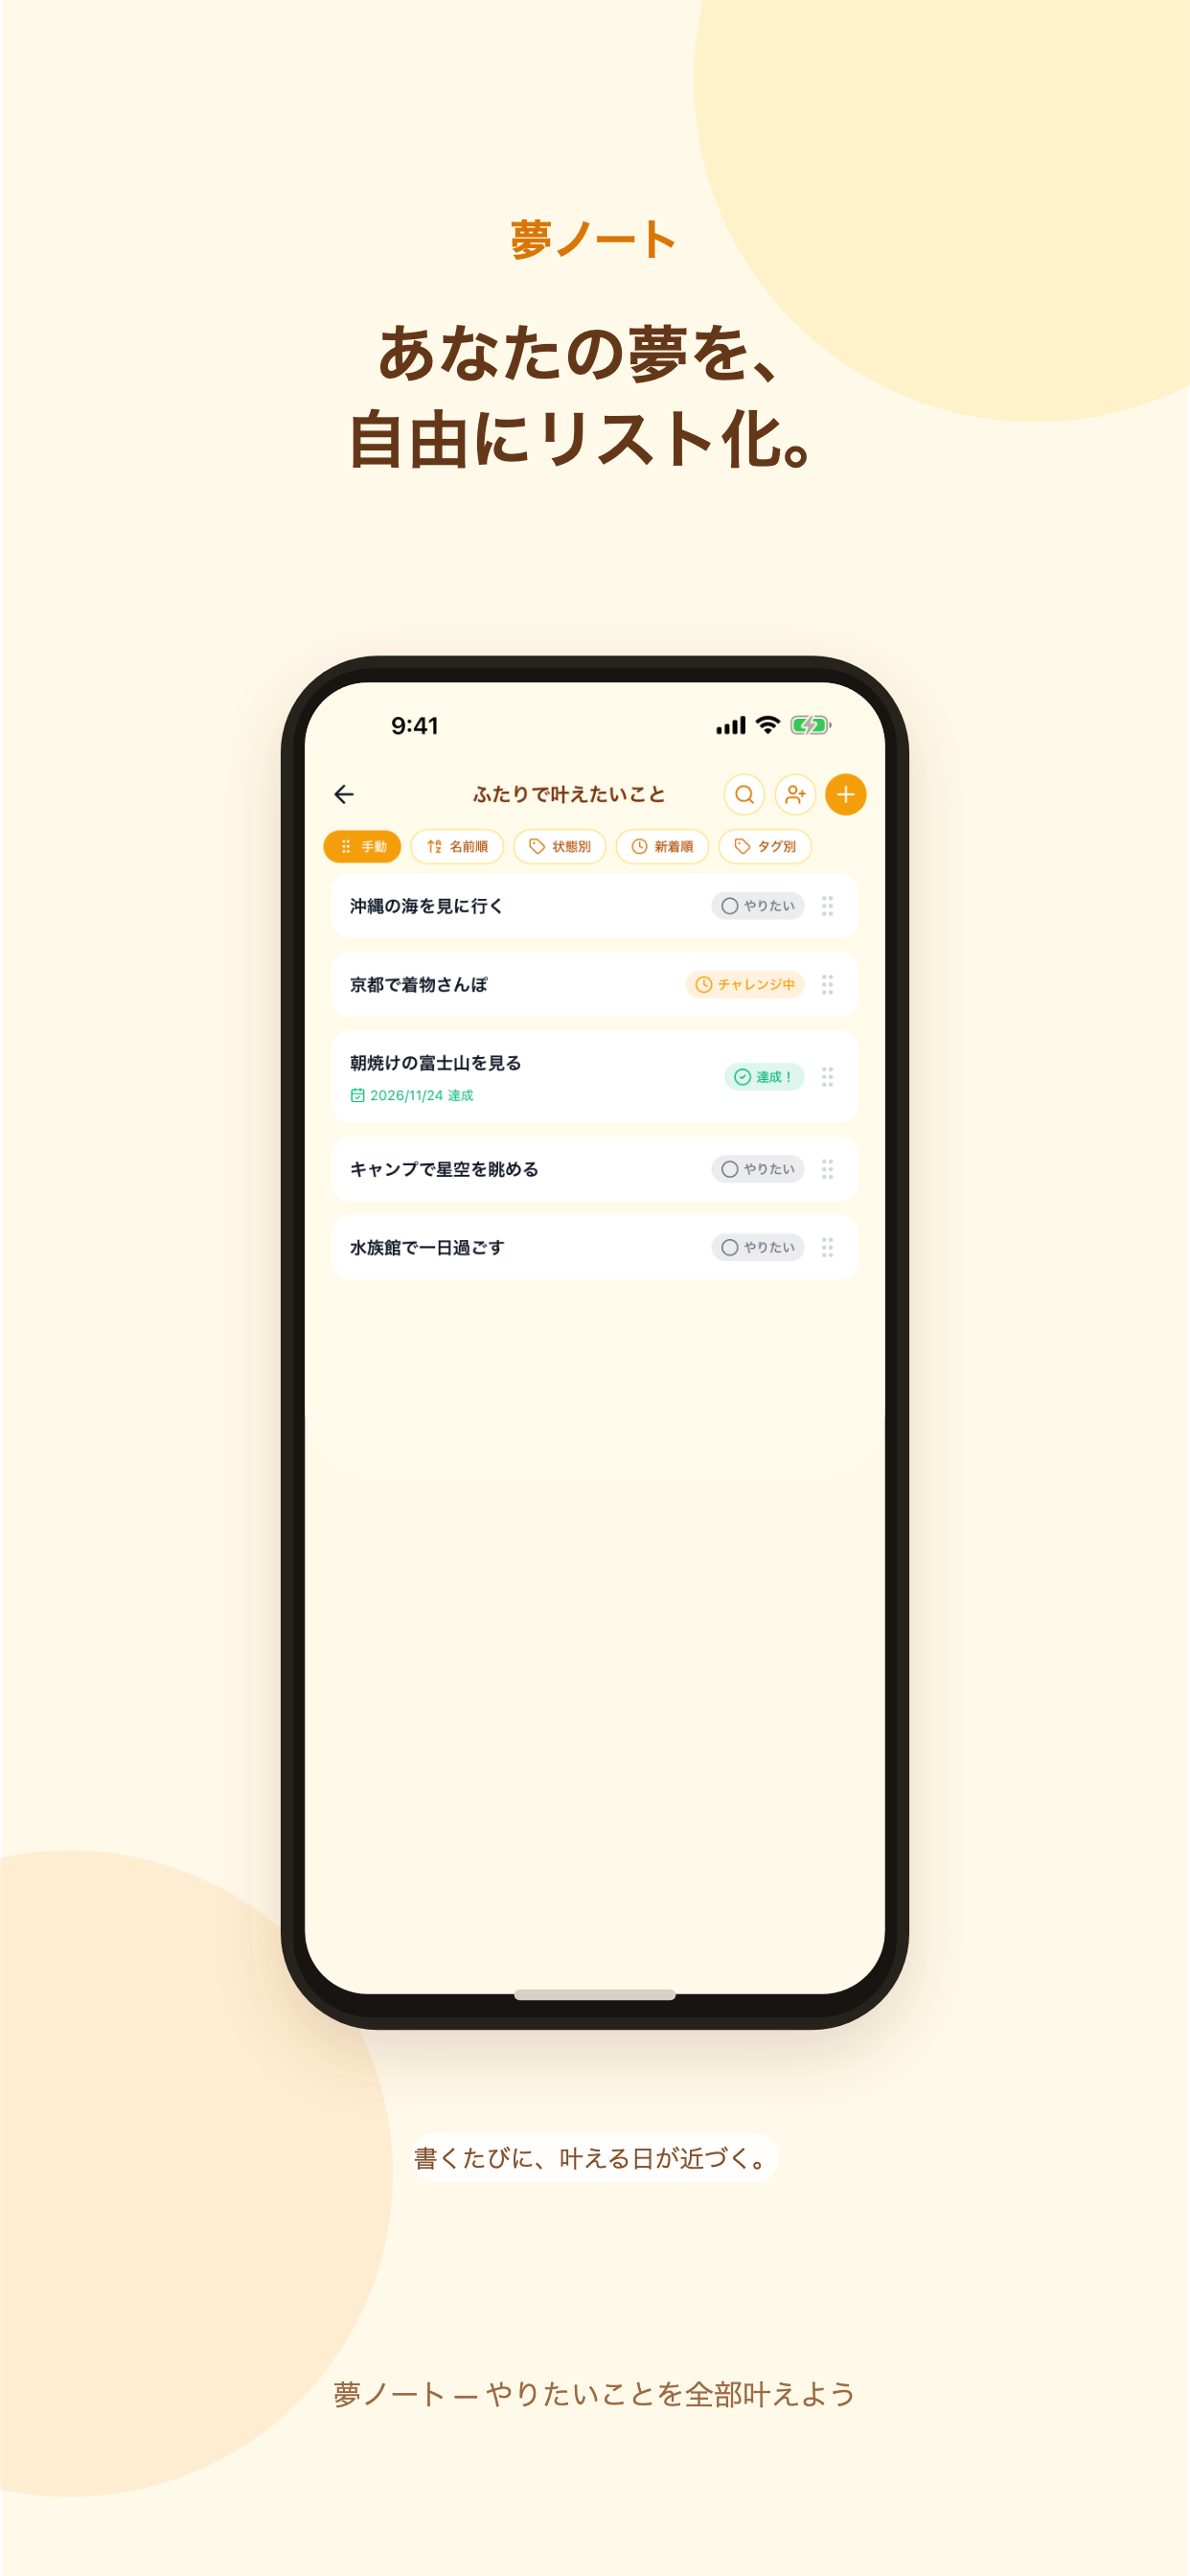 夢ノート
あなたの夢を、
自由にリスト化。
9:41
ふたりで叶えたいこと
手動 名前順 状態別 新着順 タグ別
沖縄の海を見に行く やりたい
京都で着物さんぽ チャレンジ中
朝焼けの富士山を見る 達成！
2026/11/24 達成
キャンプで星空を眺める やりたい
水族館で一日過ごす やりたい
書くたびに、叶える日が近づく。
夢ノート — やりたいことを全部叶えよう